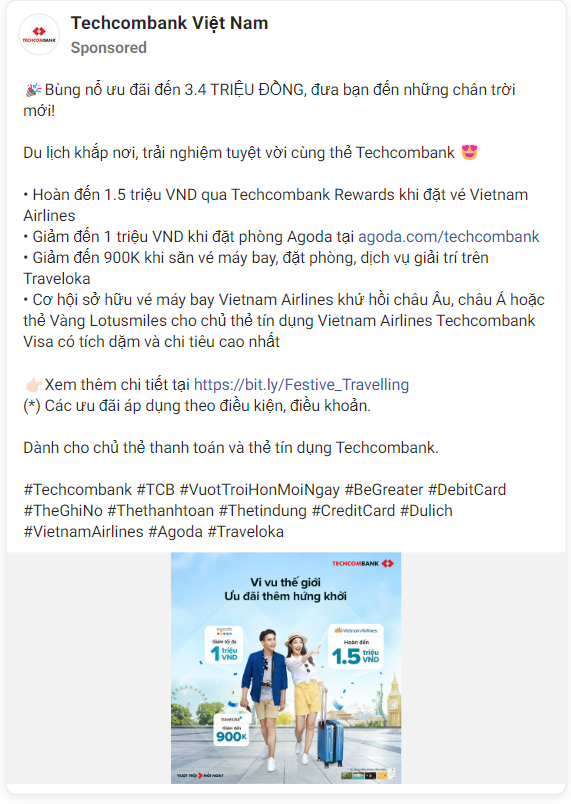 TECHCOMBANK
Techcombank Việt Nam
Sponsored
🎉Bùng nổ ưu đãi đến 3.4 TRIỆU ĐỒNG, đưa bạn đến những chân trời
mới!
Du lịch khắp nơi, trải nghiệm tuyệt vời cùng thẻ Techcombank 😍
• Hoàn đến 1.5 triệu VND qua Techcombank Rewards khi đặt vé Vietnam
Airlines
• Giảm đến 1 triệu VND khi đặt phòng Agoda tại agoda.com/techcombank
• Giảm đến 900K khi săn vé máy bay, đặt phòng, dịch vụ giải trí trên
Traveloka
• Cơ hội sở hữu vé máy bay Vietnam Airlines khứ hồi châu Âu, châu Á hoặc
thẻ Vàng Lotusmiles cho chủ thẻ tín dụng Vietnam Airlines Techcombank
Visa có tích dặm và chi tiêu cao nhất
👉🏻Xem thêm chi tiết tại https://bit.ly/Festive_Travelling
(*) Các ưu đãi áp dụng theo điều kiện, điều khoản.
Dành cho chủ thẻ thanh toán và thẻ tín dụng Techcombank.
#Techcombank #TCB #VuotTroiHonMoiNgay #BeGreater #DebitCard
#TheGhiNo #Thethanhtoan #Thetindung #CreditCard #Dulich
#VietnamAirlines #Agoda #Traveloka
TECHCOMBANK
Vi vu thế giới
Ưu đãi thêm hứng khởi
agoda
Giảm tối đa
1 triệu
VND
Vietnam Airlines
Hoàn đến
1.5 triệu
VND
traveloka
Giảm đến
900K
VƯỢT TRỘI MỖI NGÀY